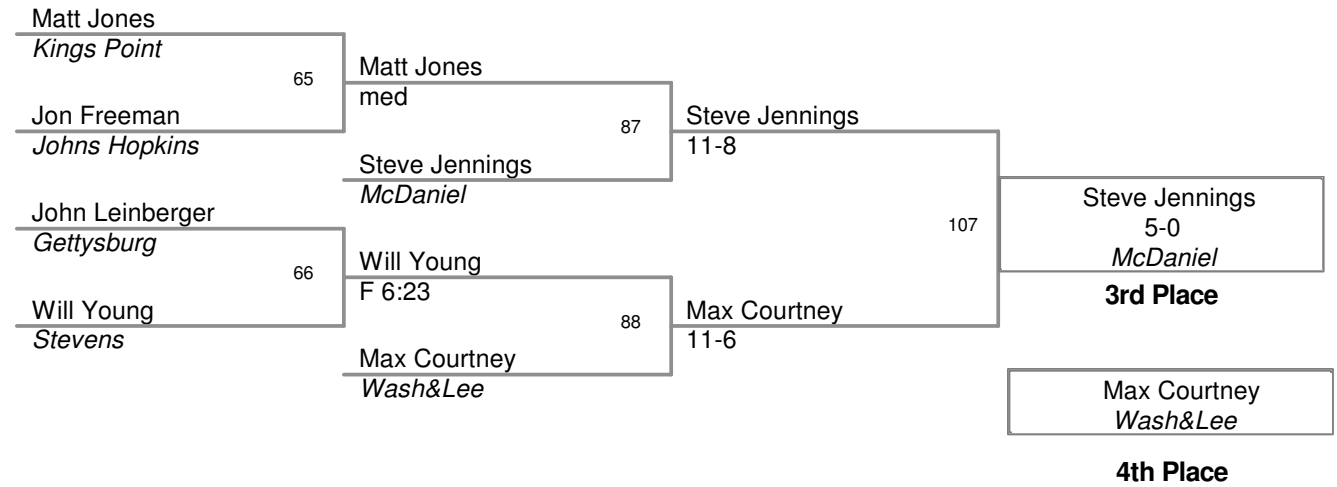 Matt Jones
Kings Point
65
Matt Jones
med
Jon Freeman
Johns Hopkins
87
Steve Jennings
11-8
Steve Jennings
McDaniel
John Leinberger
Gettysburg
107
Steve Jennings
5-0
McDaniel
3rd Place
66
Will Young
F 6:23
Will Young
Stevens
88
Max Courtney
11-6
Max Courtney
Wash&Lee
Max Courtney
Wash&Lee
4th Place